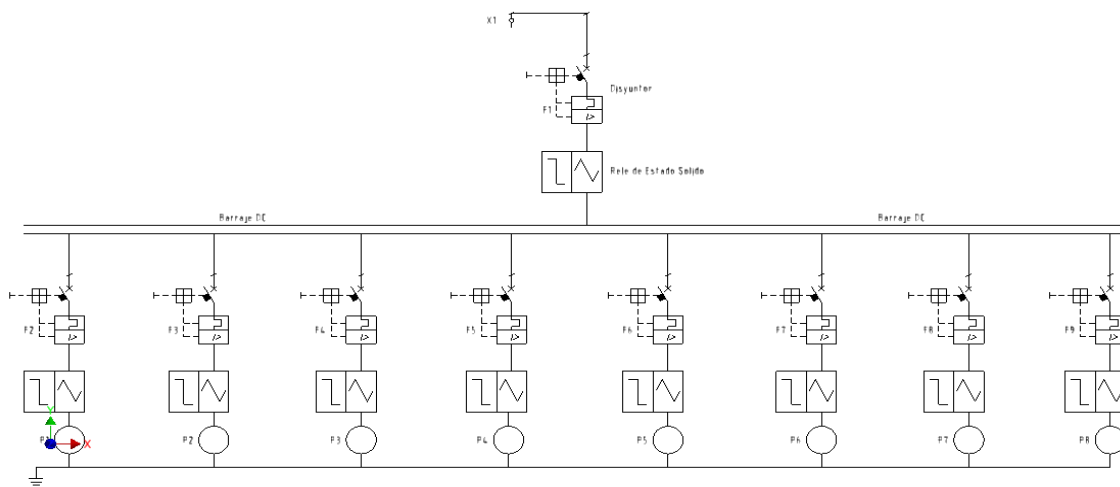 X1
Disyuntor
F1
Rele de Estado Solido
Barraje DC Barraje DC
F2 F3 F4 F5 F6 F7 F8 F9
Y
P1 P2 P3 P4 P5 P6 P7 P8
X